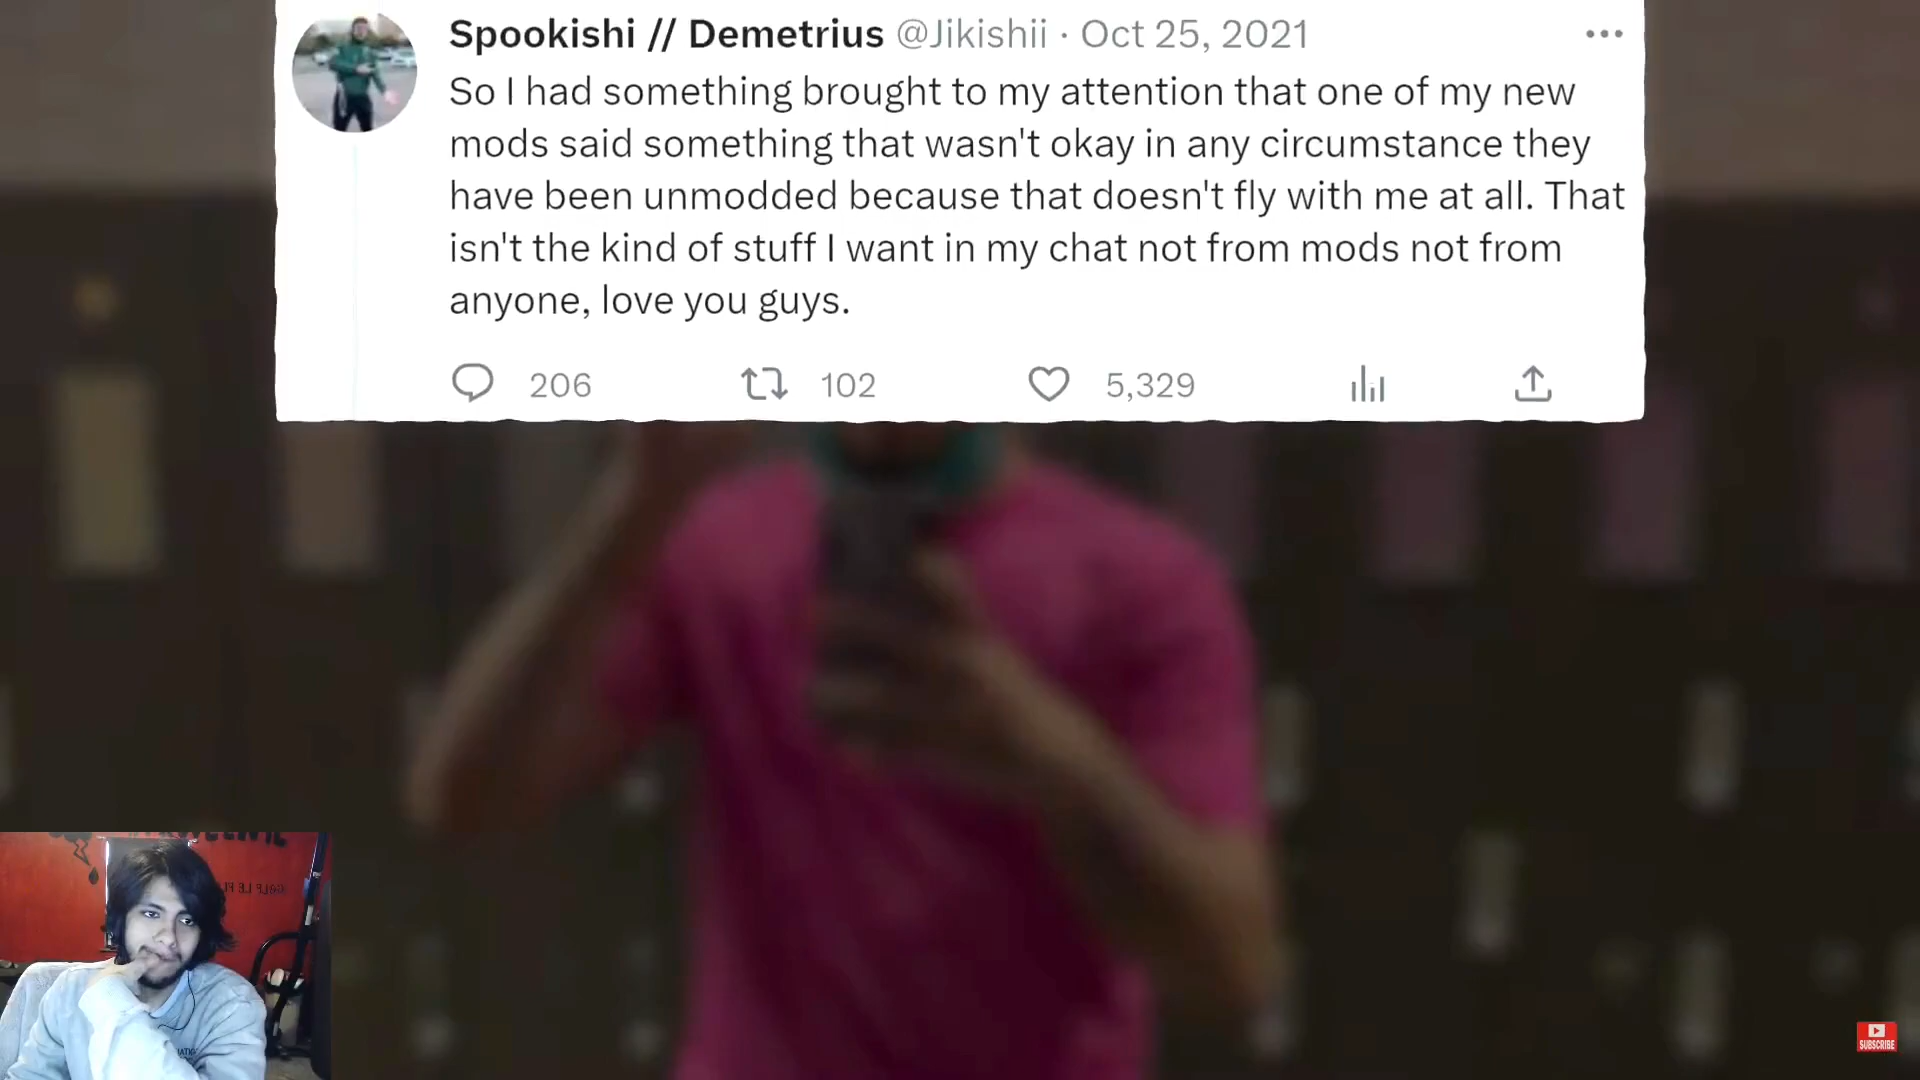 Spookishi // Demetrius @Jikishii · Oct 25, 2021
So I had something brought to my attention that one of my new
mods said something that wasn't okay in any circumstance they
have been unmodded because that doesn't fly with me at all. That
isn't the kind of stuff I want in my chat not from mods not from
anyone, love you guys.
206 102 5,329
SUBSCRIBE